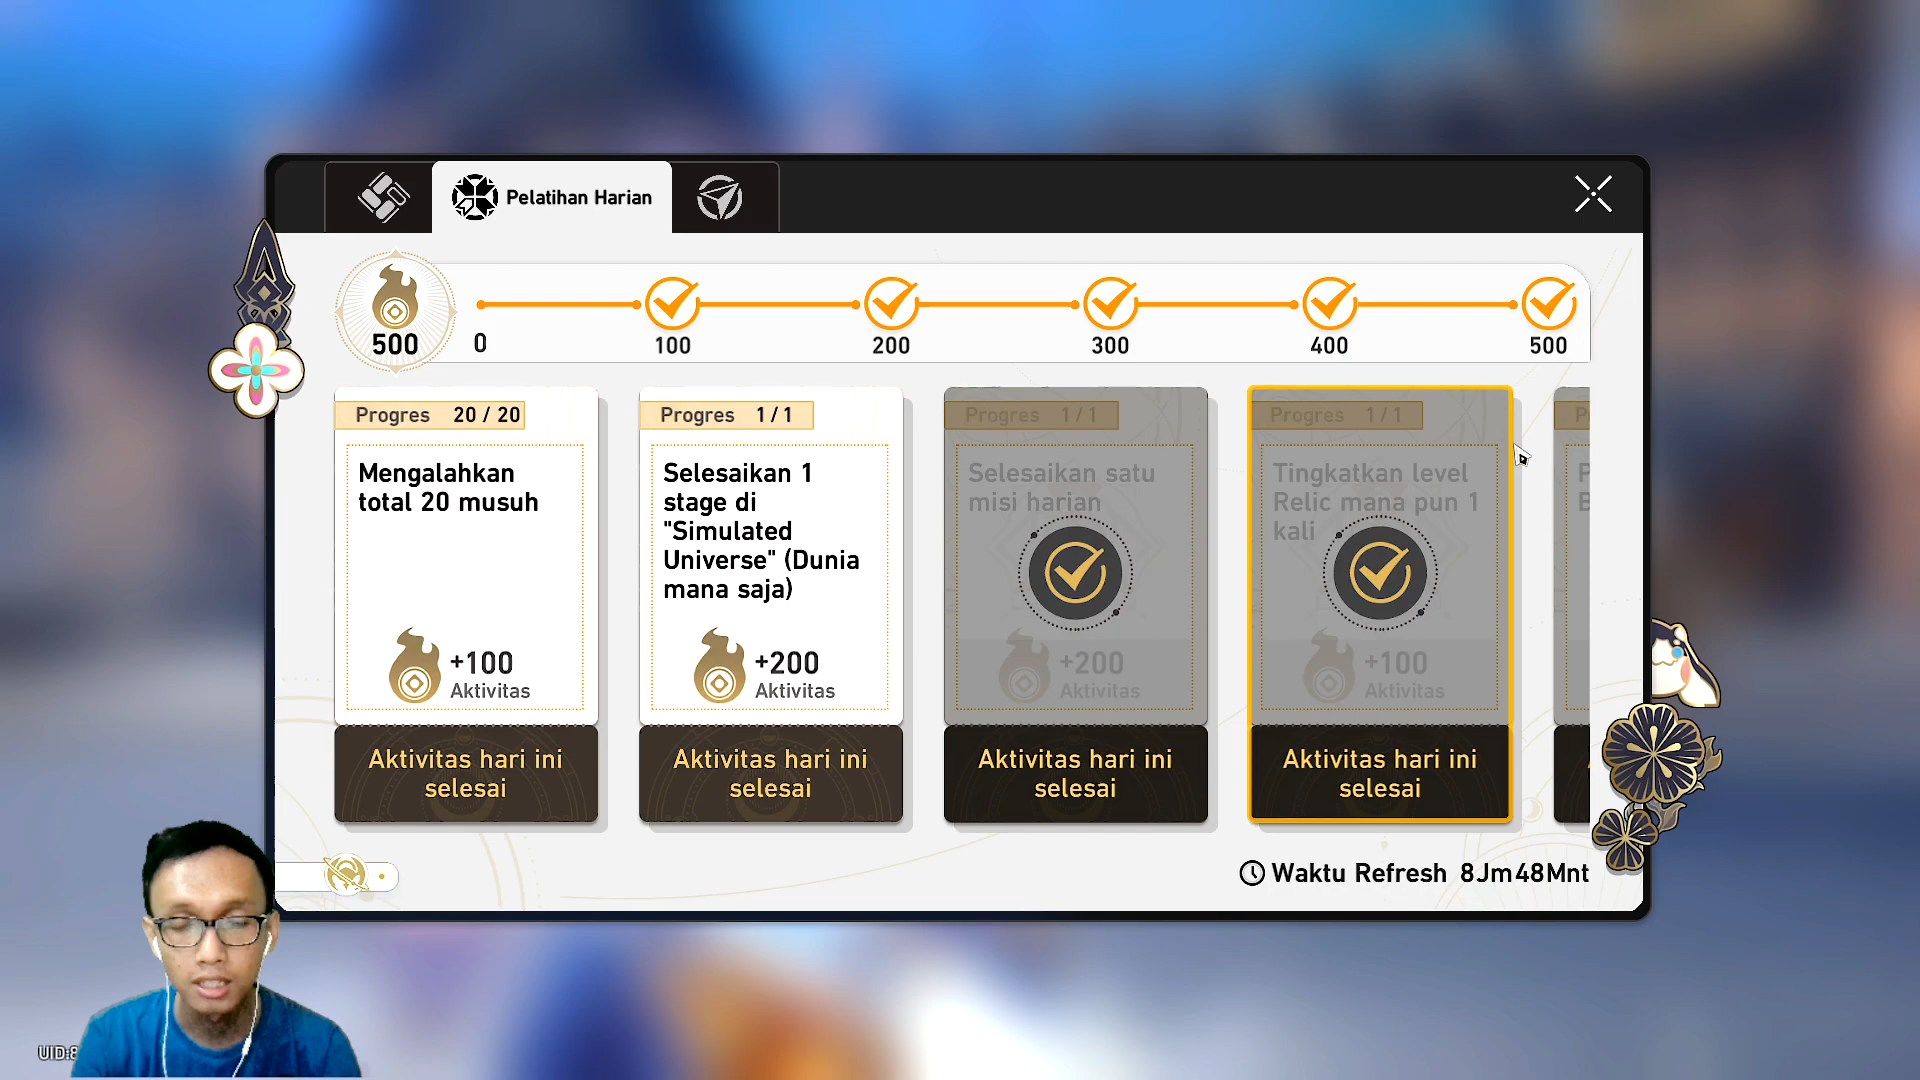 Pelatihan Harian
500
0
100
200
300
400
500
Progres 20 / 20
Mengalahkan
total 20 musuh
+100
Aktivitas
Aktivitas hari ini
selesai
Progres 1 / 1
Selesaikan 1
stage di
"Simulated
Universe" (Dunia
mana saja)
+200
Aktivitas
Aktivitas hari ini
selesai
Progres 1 / 1
Selesaikan satu
misi harian
+200
Aktivitas
Aktivitas hari ini
selesai
Progres 1 / 1
Tingkatkan level
Relic mana pun 1
kali
+100
Aktivitas
Aktivitas hari ini
selesai
Waktu Refresh 8Jm48Mnt
UID:8